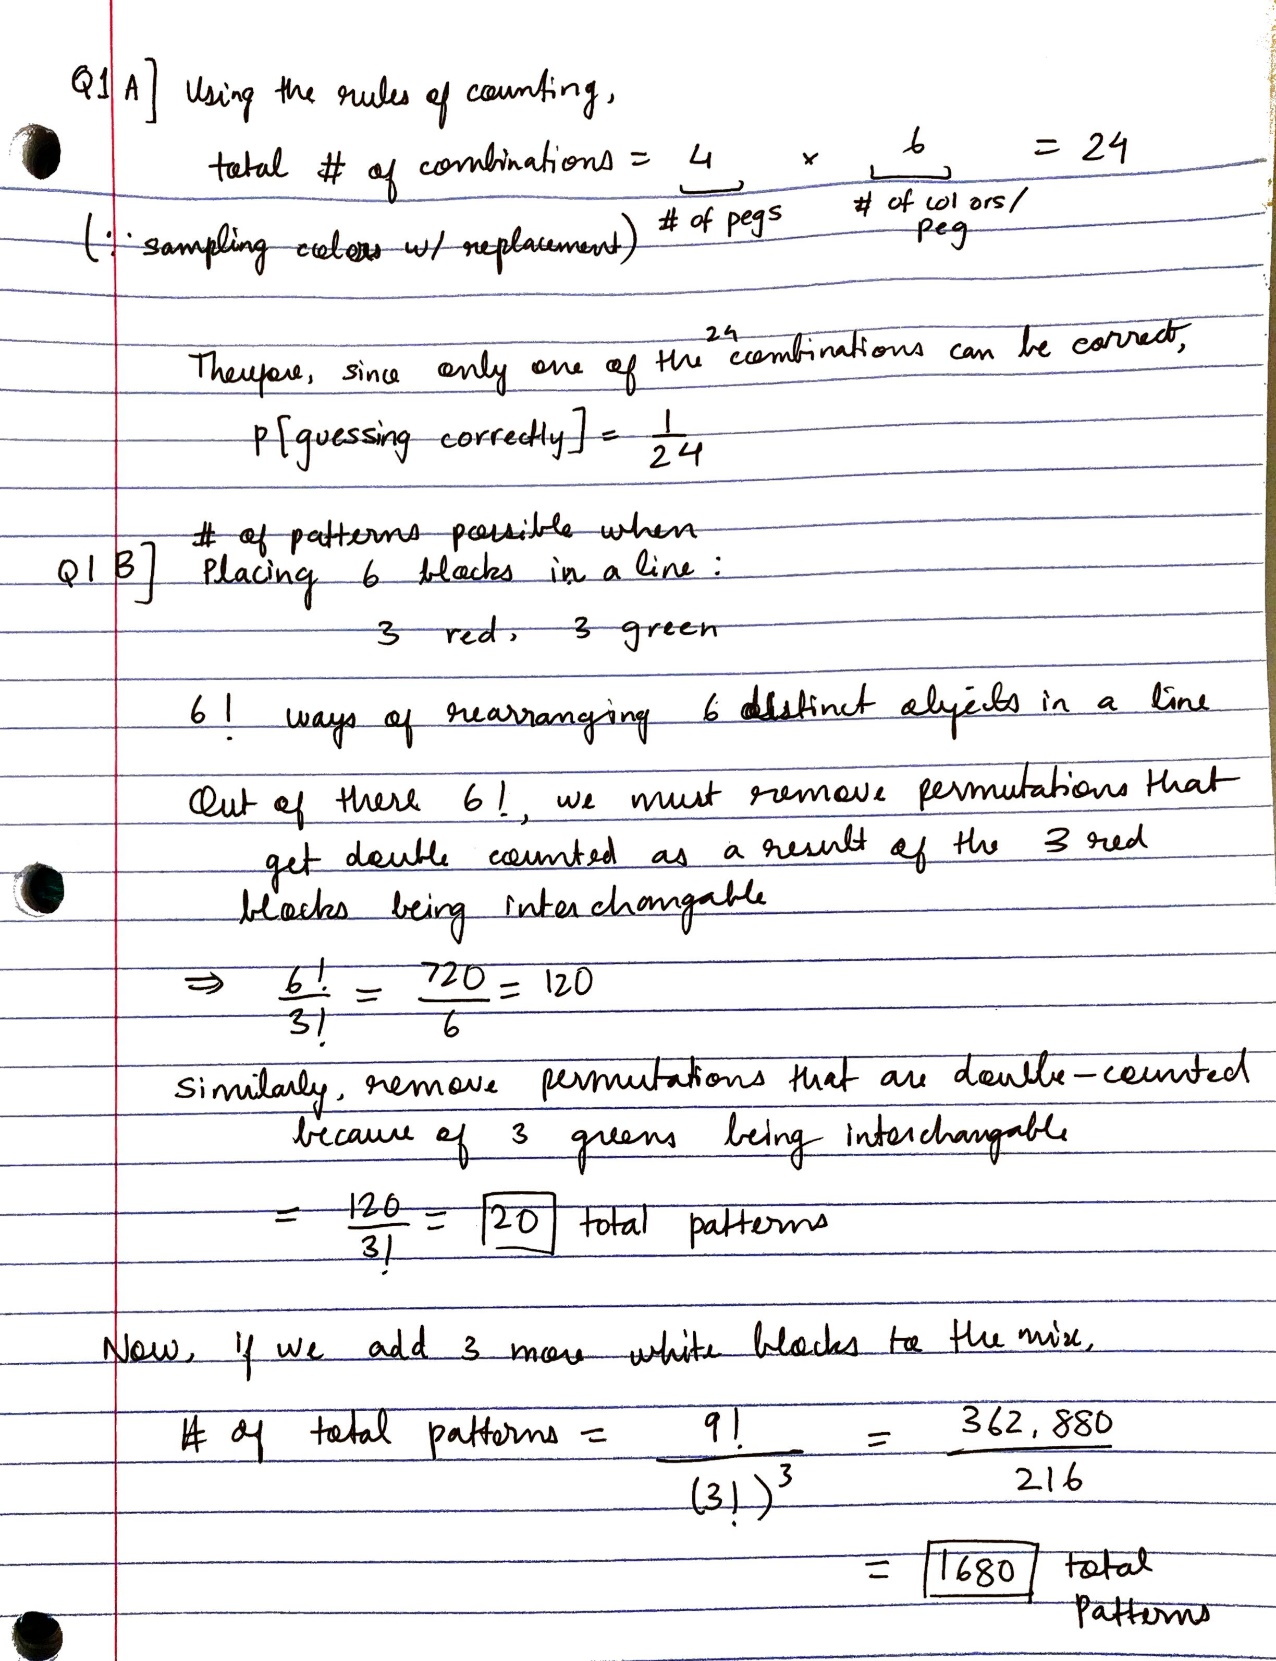 Q1 A] Using the rules of counting,
total # of combinations = 4 × 6 = 24
# of pegs # of colors/
peg
(∵ sampling colors w/ replacement)
24
Therefore, since only one of the combinations can be correct,
P[guessing correctly] = 1/24
# of patterns possible when
Q1 B] Placing 6 blocks in a line:
3 red, 3 green
6! ways of rearranging 6 distinct objects in a line
Out of there 6!, we must remove permutations that
get double counted as a result of the 3 red
blocks being interchangable
⇒ 6!/3! = 720/6 = 120
Similarly, remove permutations that are double-counted
because of 3 greens being interchangable
= 120/3! = 20 total patterns
Now, if we add 3 more white blocks to the mix,
# of total patterns = 9!/(3!)³ = 362,880/216
= 1680 total
Patterns